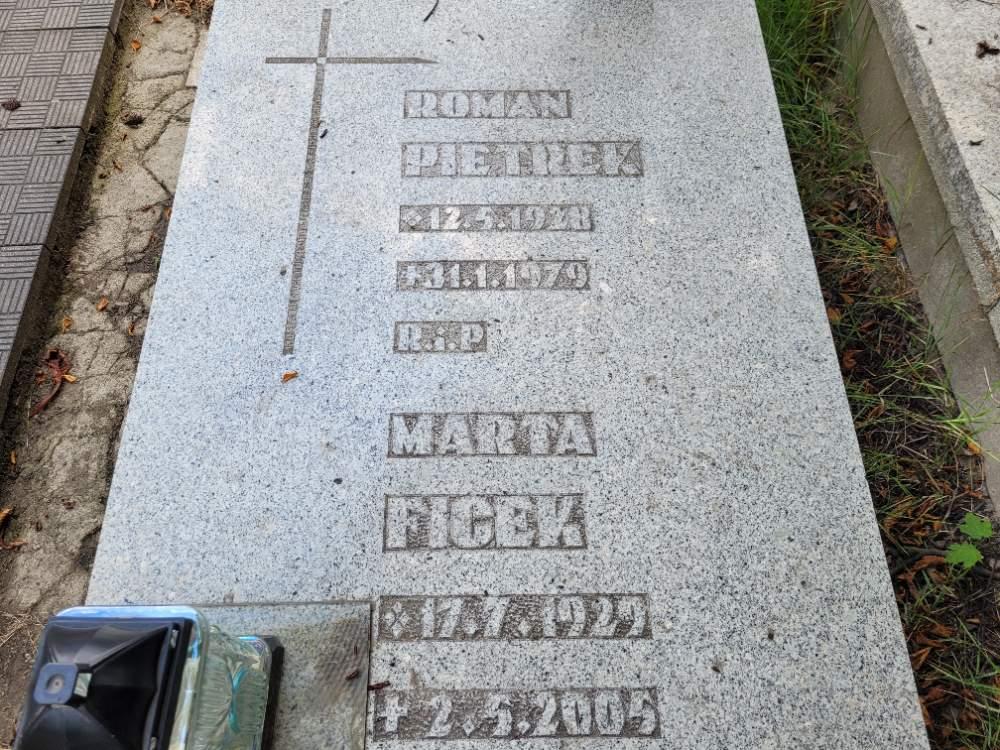 ROMAN
PIETREK
* 12.5.1928
† 31.1.1979
R.i.P
MARTA
FICEK
* 17.7.1929
† 2.5.2005